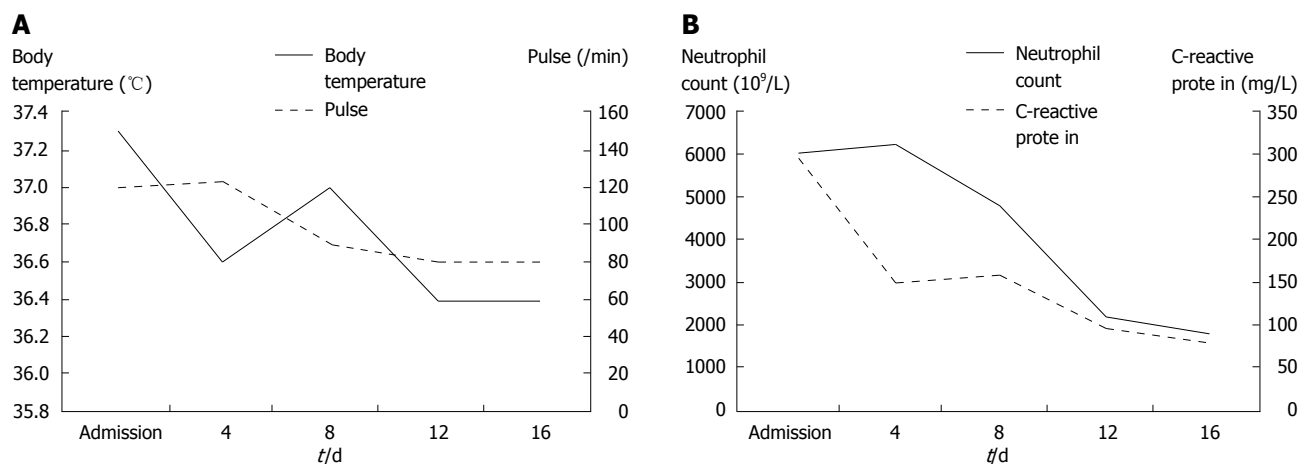 A
Body
temperature (℃)
Body
temperature
Pulse
Pulse (/min)
37.4
37.2
37.0
36.8
36.6
36.4
36.2
36.0
35.8
160
140
120
100
80
60
40
20
0
Admission 4 8 12 16
t/d
B
Neutrophil
count (10⁹/L)
Neutrophil
count
C-reactive
prote in
C-reactive
prote in (mg/L)
7000
6000
5000
4000
3000
2000
1000
0
350
300
250
200
150
100
50
0
Admission 4 8 12 16
t/d